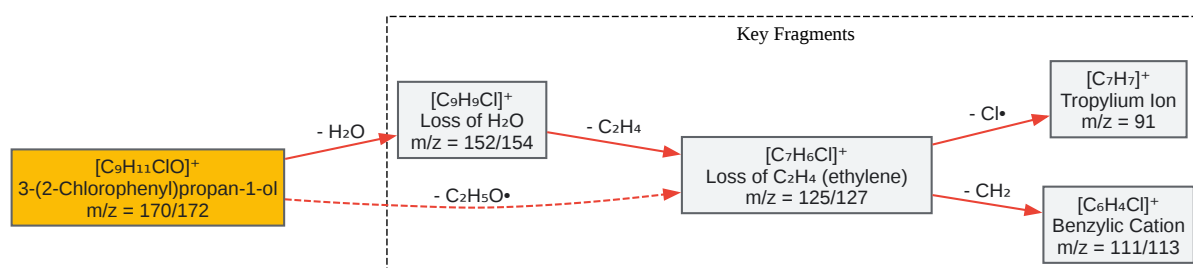 Key Fragments
[C₉H₁₁ClO]⁺
3-(2-Chlorophenyl)propan-1-ol
m/z = 170/172
- H₂O
[C₉H₉Cl]⁺
Loss of H₂O
m/z = 152/154
- C₂H₄
- C₂H₅O•
[C₇H₆Cl]⁺
Loss of C₂H₄ (ethylene)
m/z = 125/127
- Cl•
[C₇H₇]⁺
Tropylium Ion
m/z = 91
- CH₂
[C₆H₄Cl]⁺
Benzylic Cation
m/z = 111/113